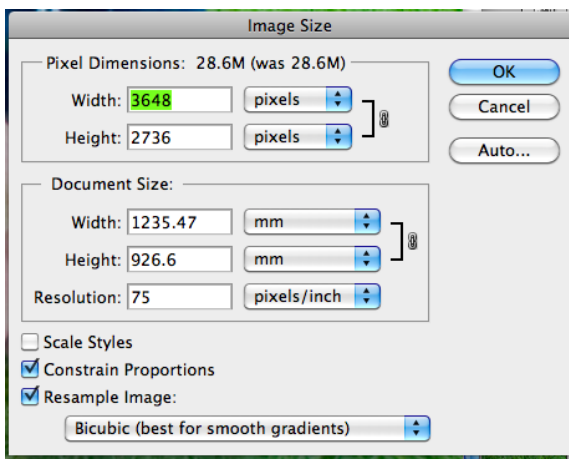 Image Size
Pixel Dimensions: 28.6M (was 28.6M)
Width: 3648 pixels
Height: 2736 pixels
OK
Cancel
Auto...
Document Size:
Width: 1235.47 mm
Height: 926.6 mm
Resolution: 75 pixels/inch
Scale Styles
Constrain Proportions
Resample Image:
Bicubic (best for smooth gradients)